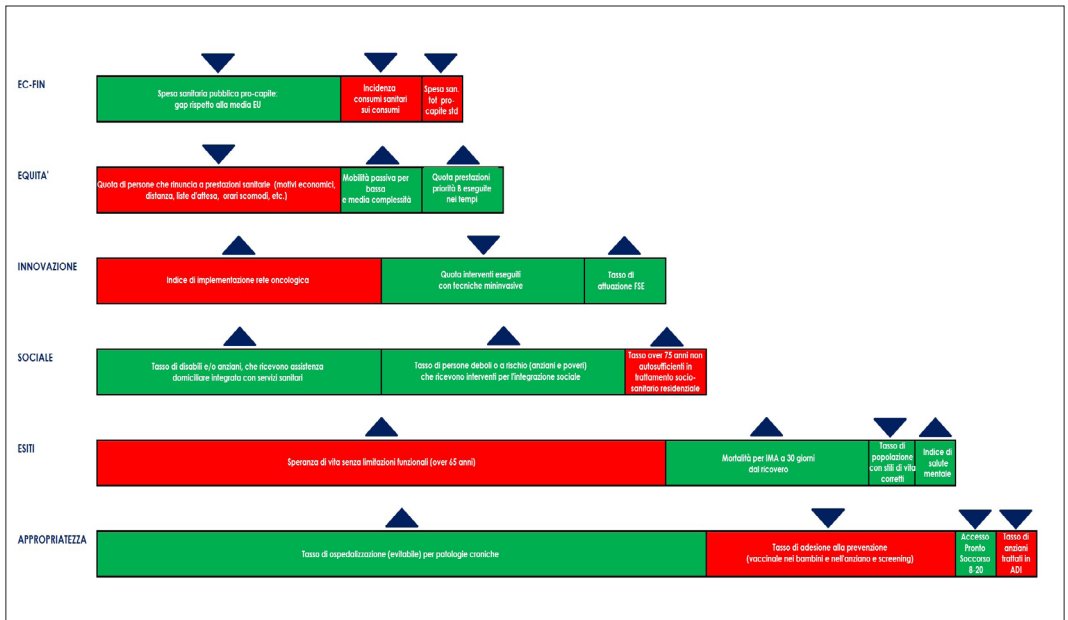 EC-FIN
Spesa sanitaria pubblica pro-capite:
gap rispetto alla media EU
Incidenza
consumi sanitari
sui consumi
Spesa san.
tot pro-
capite std
EQUITA'
Quota di persone che rinuncia a prestazioni sanitarie (motivi economici,
distanza, liste d'attesa, orari scomodi, etc.)
Mobilità passiva per
bassa
e media complessità
Quota prestazioni
priorità B eseguite
nei tempi
INNOVAZIONE
Indice di implementazione rete oncologica
Quota interventi eseguiti
con tecniche mininvasive
Tasso di
attuazione FSE
SOCIALE
Tasso di disabili e/o anziani, che ricevono assistenza
domiciliare integrata con servizi sanitari
Tasso di persone deboli o a rischio (anziani e poveri)
che ricevono interventi per l'integrazione sociale
Tasso over 75 anni non
autosufficienti in
trattamento socio-
sanitario residenziale
ESITI
Speranza di vita senza limitazioni funzionali (over 65 anni)
Mortalità per IMA a 30 giorni
dal ricovero
Tasso di
popolazione
con stili di vita
corretti
Indice di
salute
mentale
APPROPRIATEZZA
Tasso di ospedalizzazione (evitabile) per patologie croniche
Tasso di adesione alla prevenzione
(vaccinale nei bambini e nell'anziano e screening)
Accesso
Pronto
Soccorso
8-20
Tasso di
anziani
trattati in
ADI